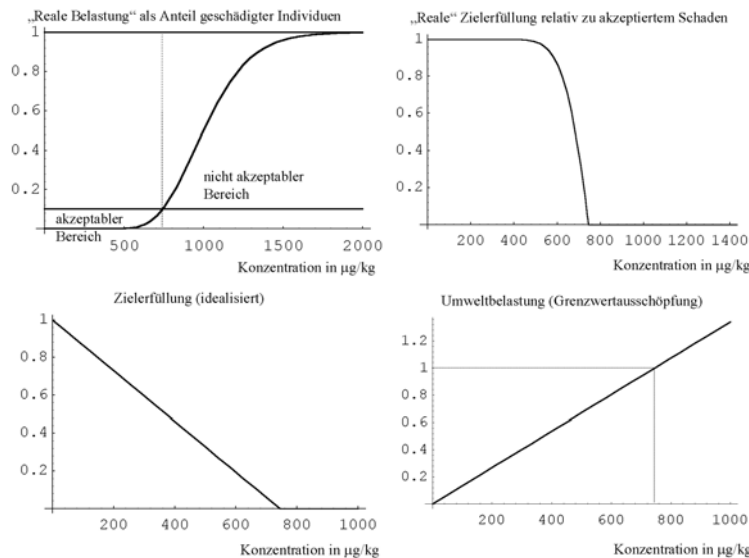 „Reale Belastung“ als Anteil geschädigter Individuen
1
0.8
0.6
0.4
0.2
nicht akzeptabler
Bereich
akzeptabler
Bereich
500 1000 1500 2000
Konzentration in µg/kg
„Reale“ Zielerfüllung relativ zu akzeptiertem Schaden
1
0.8
0.6
0.4
0.2
200 400 600 800 1000 1200 1400
Konzentration in µg/kg
Zielerfüllung (idealisiert)
1
0.8
0.6
0.4
0.2
200 400 600 800 1000
Konzentration in µg/kg
Umweltbelastung (Grenzwertausschöpfung)
1.2
1
0.8
0.6
0.4
0.2
200 400 600 800 1000
Konzentration in µg/kg